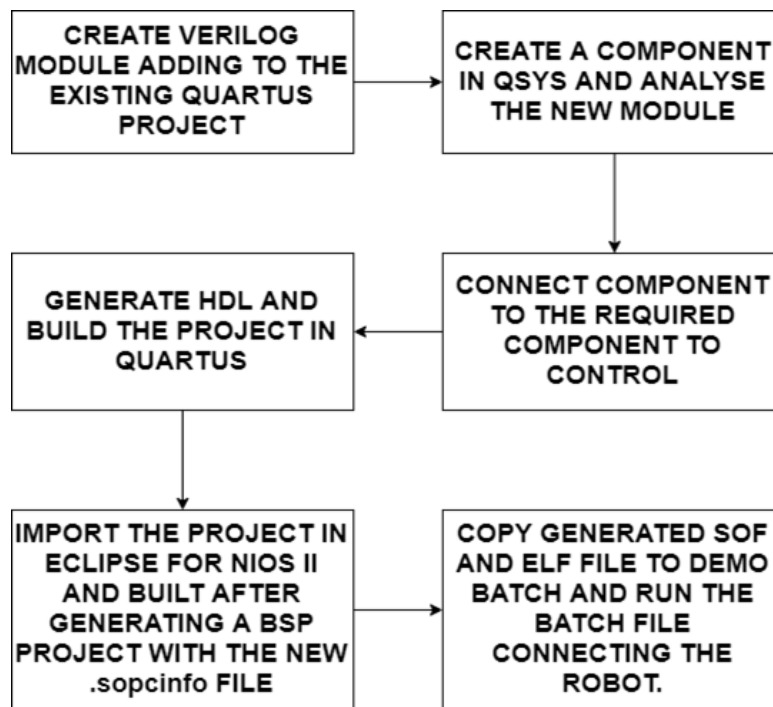 CREATE VERILOG
MODULE ADDING TO THE
EXISTING QUARTUS
PROJECT
CREATE A COMPONENT
IN QSYS AND ANALYSE
THE NEW MODULE
CONNECT COMPONENT
TO THE REQUIRED
COMPONENT TO
CONTROL
GENERATE HDL AND
BUILD THE PROJECT IN
QUARTUS
IMPORT THE PROJECT IN
ECLIPSE FOR NIOS II
AND BUILT AFTER
GENERATING A BSP
PROJECT WITH THE NEW
.sopcinfo FILE
COPY GENERATED SOF
AND ELF FILE TO DEMO
BATCH AND RUN THE
BATCH FILE
CONNECTING THE
ROBOT.